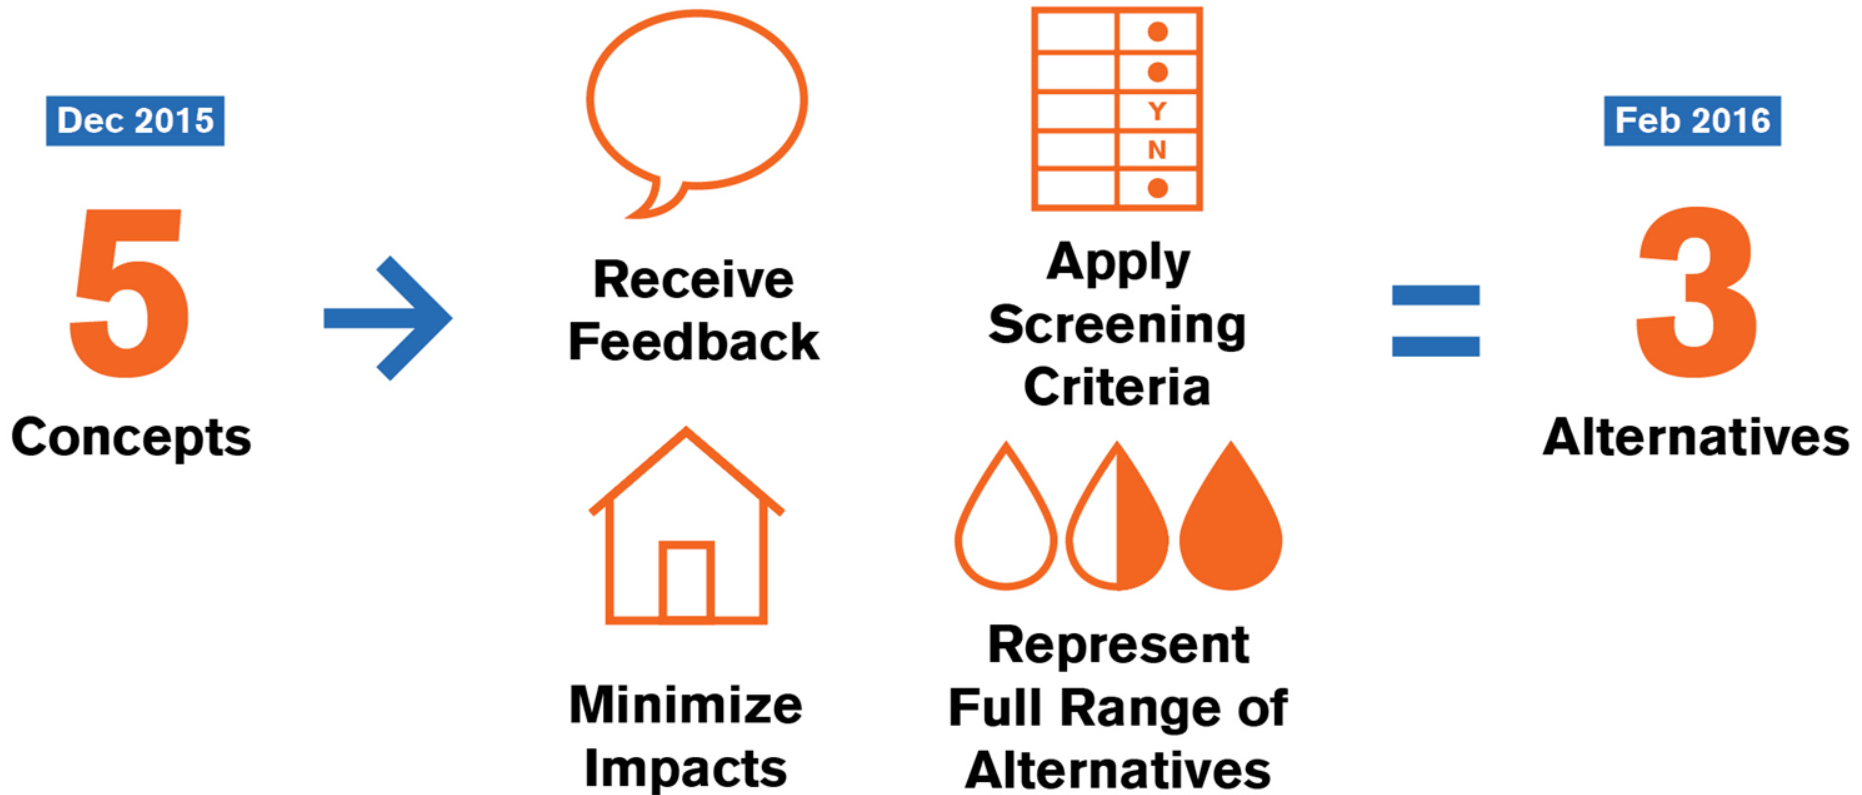 Dec 2015
5
Concepts
Receive
Feedback
Y
N
Apply
Screening
Criteria
Minimize
Impacts
Represent
Full Range of
Alternatives
Feb 2016
=
3
Alternatives